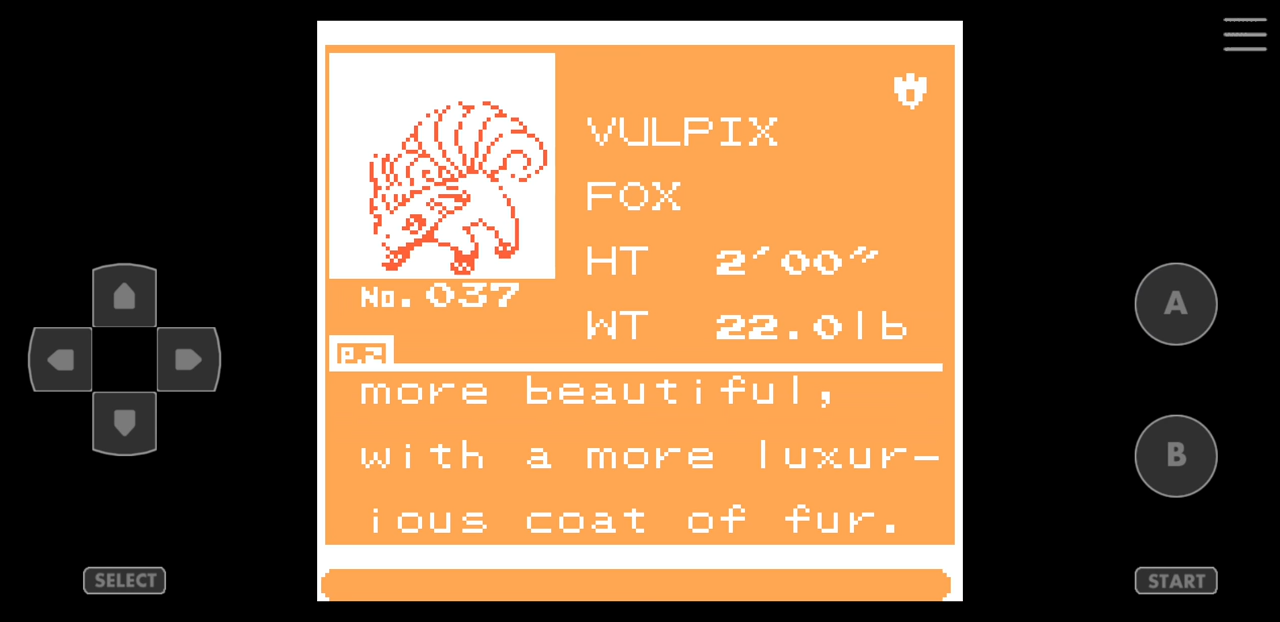 VULPIX
FOX
HT 2'00"
WT 22.0lb
No.037
P.2
more beautiful,
with a more luxur-
ious coat of fur.
A
B
SELECT
START